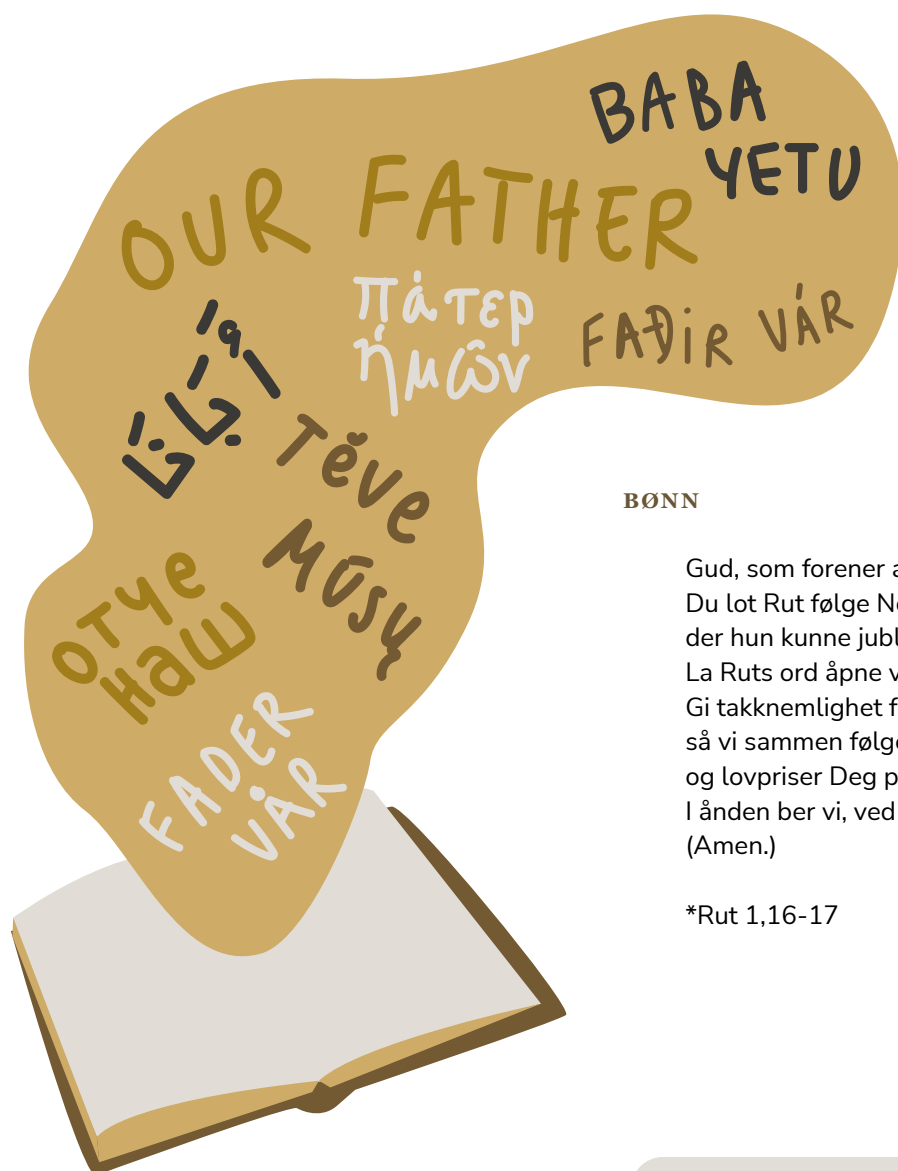 BABA
YETU
OUR FATHER
πάτερ
ἡμῶν
FAÐIR VÁR
أَبَانَا
Tėve
Mūsų
отче
наш
FADER
VÅR
BØNN
Gud, som forener a
Du lot Rut følge No
der hun kunne jubl
La Ruts ord åpne v
Gi takknemlighet f
så vi sammen følge
og lovpriser Deg p
I ånden ber vi, ved
(Amen.)
*Rut 1,16-17